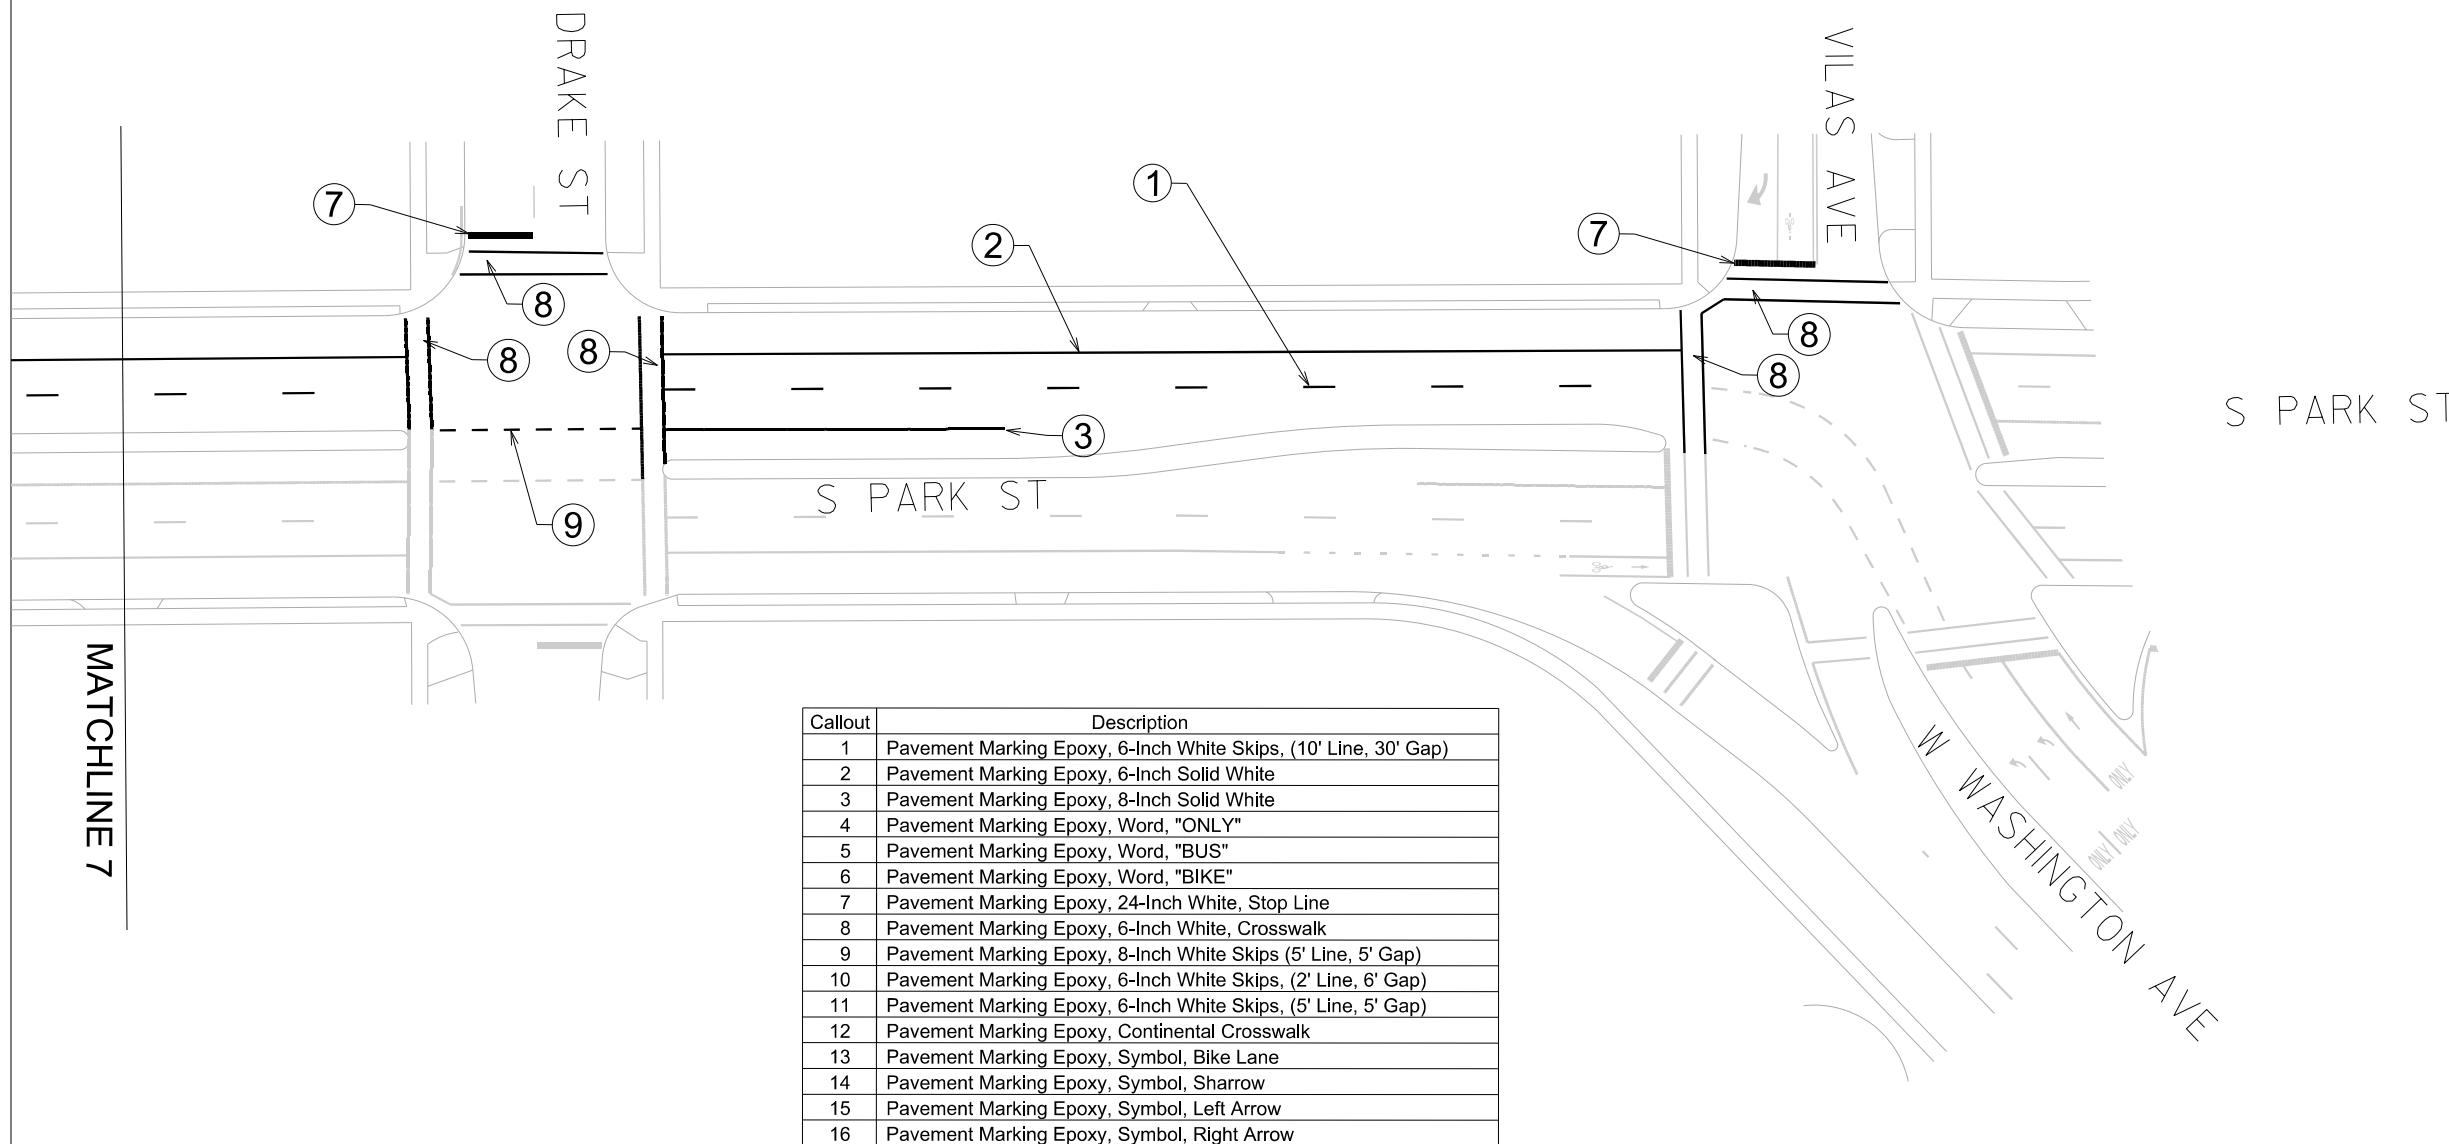 DRAKE ST
VILAS AVE
7
1
2
7
8
8
8
8
8
S PARK ST
3
S PARK ST
9
MATCHLINE 7
W WASHINGTON AVE
ONLY
ONLY
ONLY
Callout Description
1 Pavement Marking Epoxy, 6-Inch White Skips, (10' Line, 30' Gap)
2 Pavement Marking Epoxy, 6-Inch Solid White
3 Pavement Marking Epoxy, 8-Inch Solid White
4 Pavement Marking Epoxy, Word, "ONLY"
5 Pavement Marking Epoxy, Word, "BUS"
6 Pavement Marking Epoxy, Word, "BIKE"
7 Pavement Marking Epoxy, 24-Inch White, Stop Line
8 Pavement Marking Epoxy, 6-Inch White, Crosswalk
9 Pavement Marking Epoxy, 8-Inch White Skips (5' Line, 5' Gap)
10 Pavement Marking Epoxy, 6-Inch White Skips, (2' Line, 6' Gap)
11 Pavement Marking Epoxy, 6-Inch White Skips, (5' Line, 5' Gap)
12 Pavement Marking Epoxy, Continental Crosswalk
13 Pavement Marking Epoxy, Symbol, Bike Lane
14 Pavement Marking Epoxy, Symbol, Sharrow
15 Pavement Marking Epoxy, Symbol, Left Arrow
16 Pavement Marking Epoxy, Symbol, Right Arrow